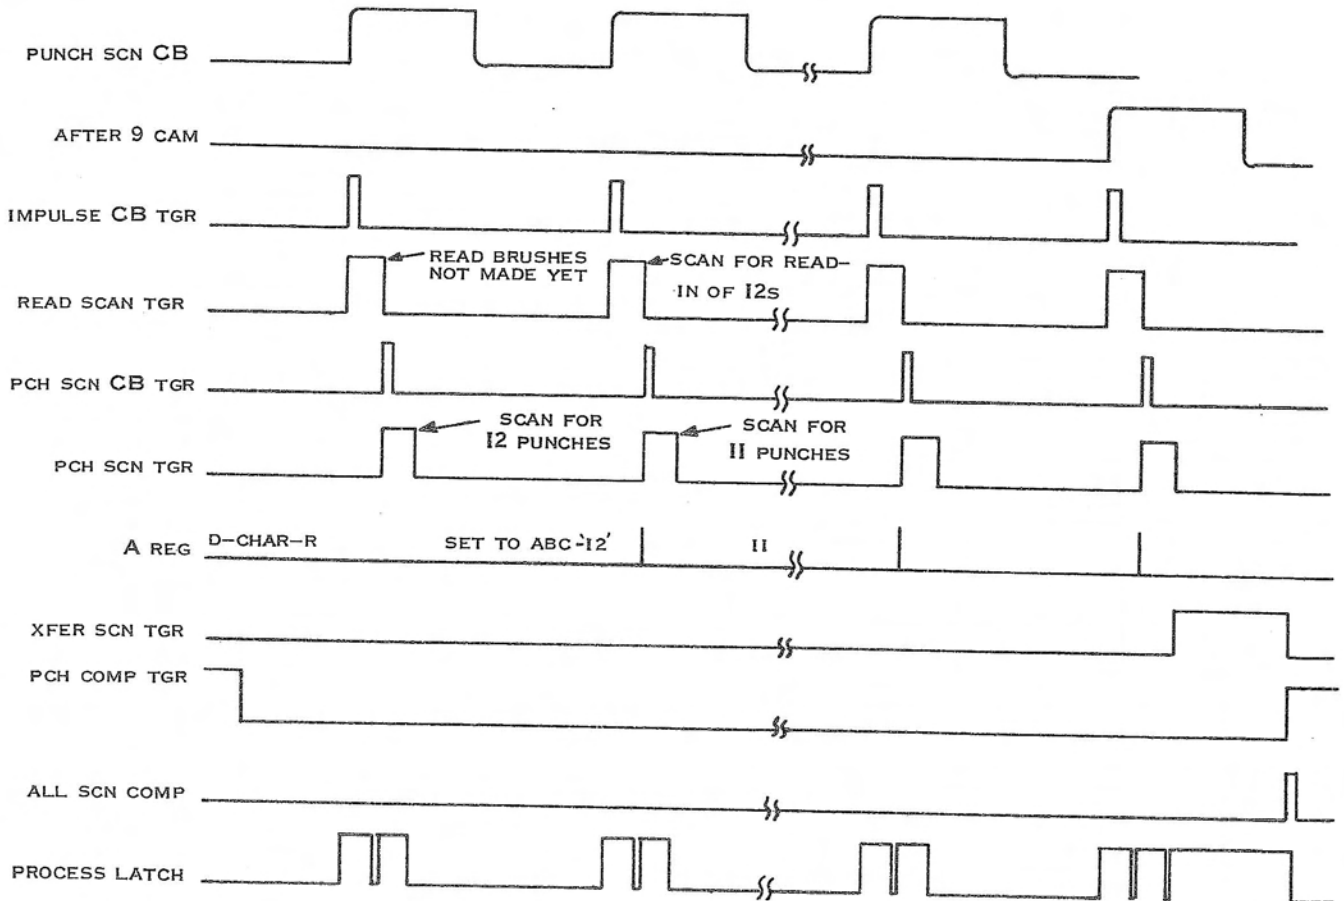 PUNCH SCN CB
AFTER 9 CAM
IMPULSE CB TGR
READ BRUSHES
NOT MADE YET
SCAN FOR READ-
IN OF 12S
READ SCAN TGR
PCH SCN CB TGR
SCAN FOR
12 PUNCHES
SCAN FOR
11 PUNCHES
PCH SCN TGR
A REG
D-CHAR-R
SET TO ABC-'12'
11
XFER SCN TGR
PCH COMP TGR
ALL SCN COMP
PROCESS LATCH